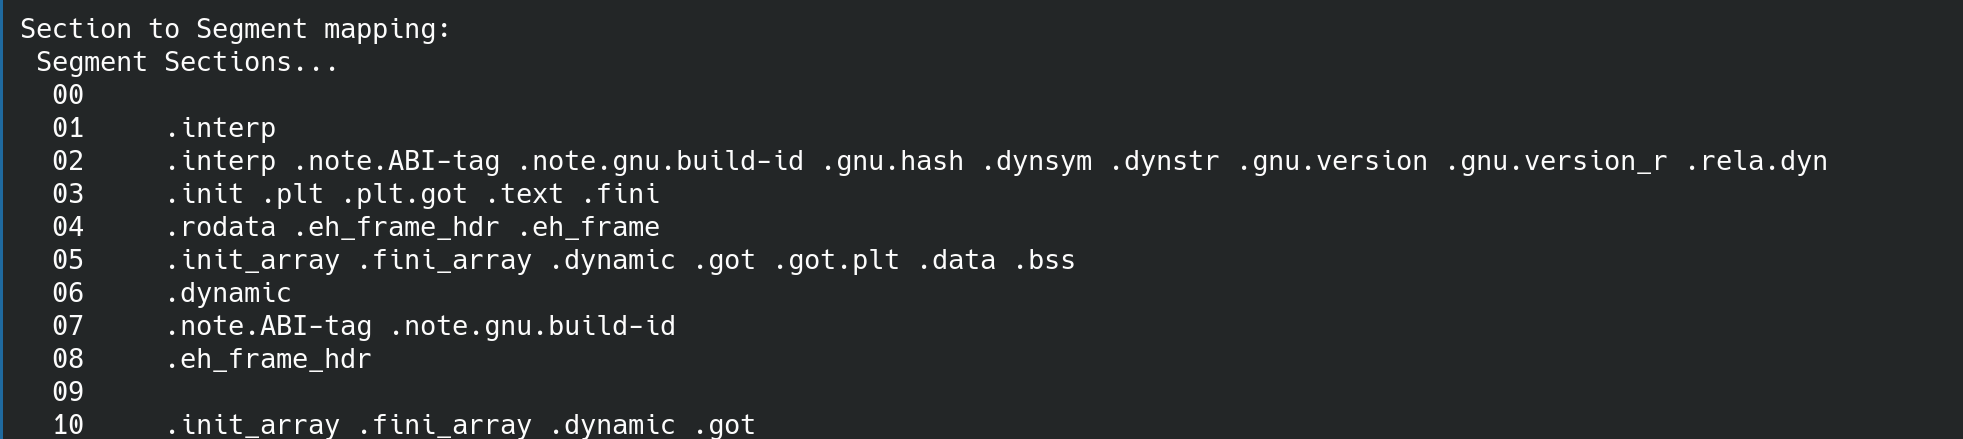 Section to Segment mapping:
 Segment Sections...
  00
  01     .interp
  02     .interp .note.ABI-tag .note.gnu.build-id .gnu.hash .dynsym .dynstr .gnu.version .gnu.version_r .rela.dyn
  03     .init .plt .plt.got .text .fini
  04     .rodata .eh_frame_hdr .eh_frame
  05     .init_array .fini_array .dynamic .got .got.plt .data .bss
  06     .dynamic
  07     .note.ABI-tag .note.gnu.build-id
  08     .eh_frame_hdr
  09
  10     .init_array .fini_array .dynamic .got